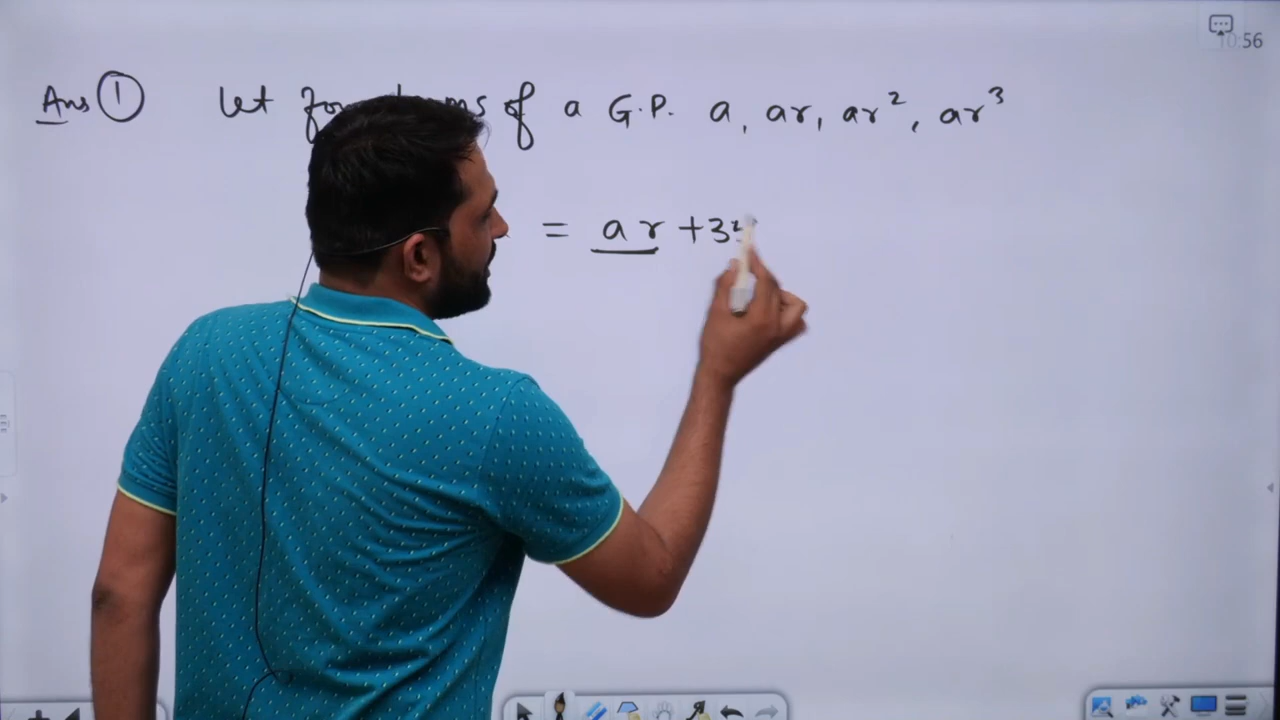 10:56
Ans ① Let of a G.P. a, ar, ar², ar³
= ar +3